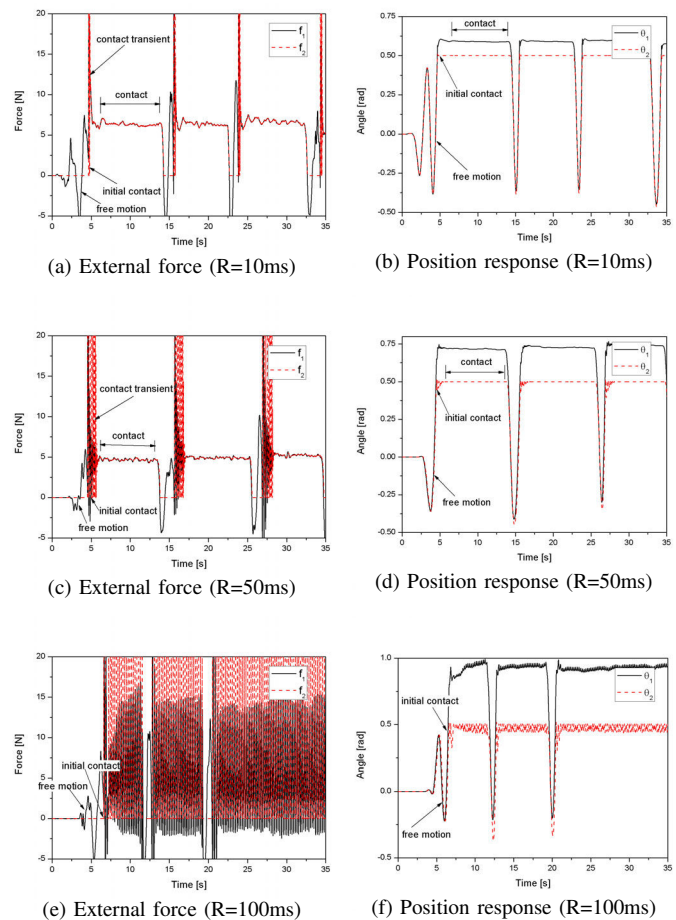 20
15
10
5
0
-5
0 5 10 15 20 25 30 35
Force [N]
Time [s]
f₁
f₂
contact transient
contact
initial contact
free motion
(a) External force (R=10ms)
0.75
0.50
0.25
0.00
-0.25
-0.50
0 5 10 15 20 25 30 35
Angle [rad]
Time [s]
contact
θ₁
θ₂
initial contact
free motion
(b) Position response (R=10ms)
20
15
10
5
0
-5
0 5 10 15 20 25 30 35
Force [N]
Time [s]
f₁
f₂
contact transient
contact
initial contact
free motion
(c) External force (R=50ms)
0.75
0.50
0.25
0.00
-0.25
-0.50
0 5 10 15 20 25 30 35
Angle [rad]
Time [s]
θ₁
θ₂
contact
initial contact
free motion
(d) Position response (R=50ms)
20
15
10
5
0
-5
0 5 10 15 20 25 30 35
Force [N]
Time [s]
f₁
f₂
initial contact
free motion
(e) External force (R=100ms)
1.0
0.5
0.0
-0.5
0 5 10 15 20 25 30 35
Angle [rad]
Time [s]
θ₁
θ₂
initial contact
free motion
(f) Position response (R=100ms)